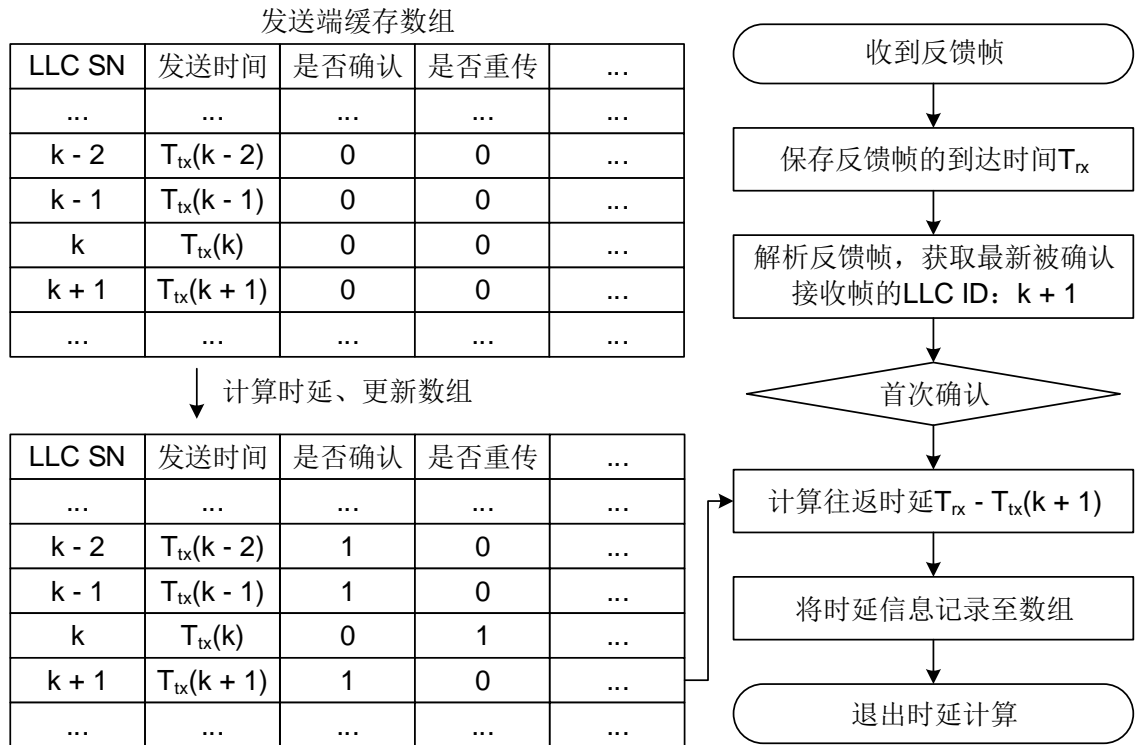 发送端缓存数组
LLC SN 发送时间 是否确认 是否重传 ...
... ... ... ... ...
k - 2 Ttx(k - 2) 0 0 ...
k - 1 Ttx(k - 1) 0 0 ...
k Ttx(k) 0 0 ...
k + 1 Ttx(k + 1) 0 0 ...
... ... ... ... ...
计算时延、更新数组
LLC SN 发送时间 是否确认 是否重传 ...
... ... ... ... ...
k - 2 Ttx(k - 2) 1 0 ...
k - 1 Ttx(k - 1) 1 0 ...
k Ttx(k) 0 1 ...
k + 1 Ttx(k + 1) 1 0 ...
... ... ... ... ...
收到反馈帧
保存反馈帧的到达时间Trx
解析反馈帧，获取最新被确认
接收帧的LLC ID：k + 1
首次确认
计算往返时延Trx - Ttx(k + 1)
将时延信息记录至数组
退出时延计算